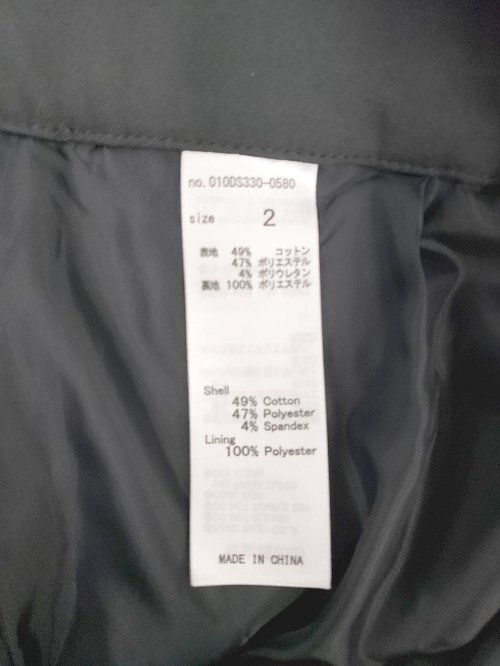 no.010DS330-0580
size 2
表地 49% コットン
47% ポリエステル
4% ポリウレタン
裏地 100% ポリエステル
Shell
49% Cotton
47% Polyester
4% Spandex
Lining
100% Polyester
MADE IN CHINA